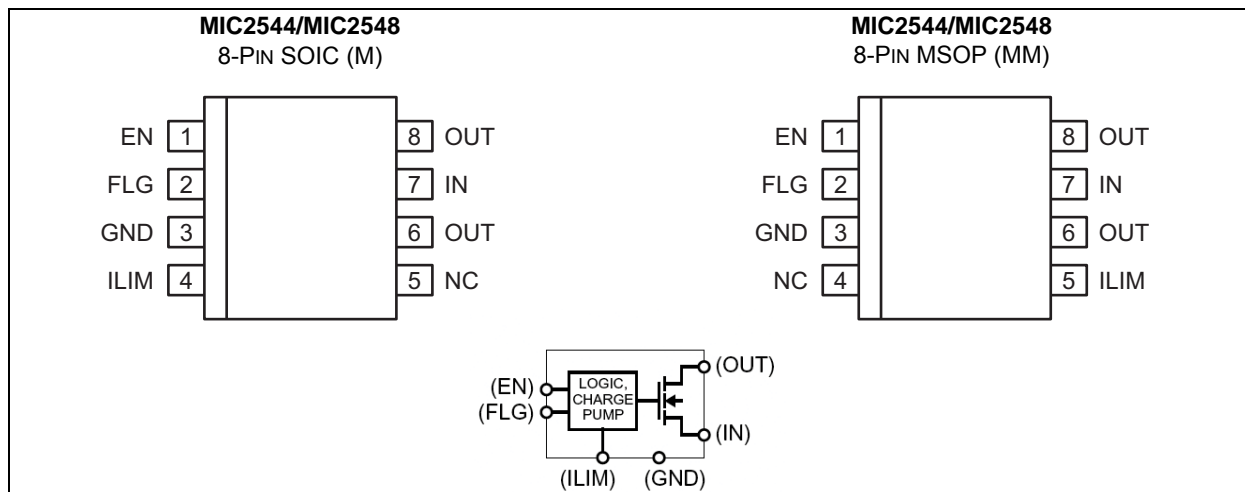 MIC2544/MIC2548
8-PIN SOIC (M)
EN 1
8 OUT
FLG 2
7 IN
GND 3
6 OUT
ILIM 4
5 NC
MIC2544/MIC2548
8-PIN MSOP (MM)
EN 1
8 OUT
FLG 2
7 IN
GND 3
6 OUT
NC 4
5 ILIM
(EN)
(FLG)
LOGIC,
CHARGE
PUMP
(OUT)
(IN)
(ILIM)
(GND)